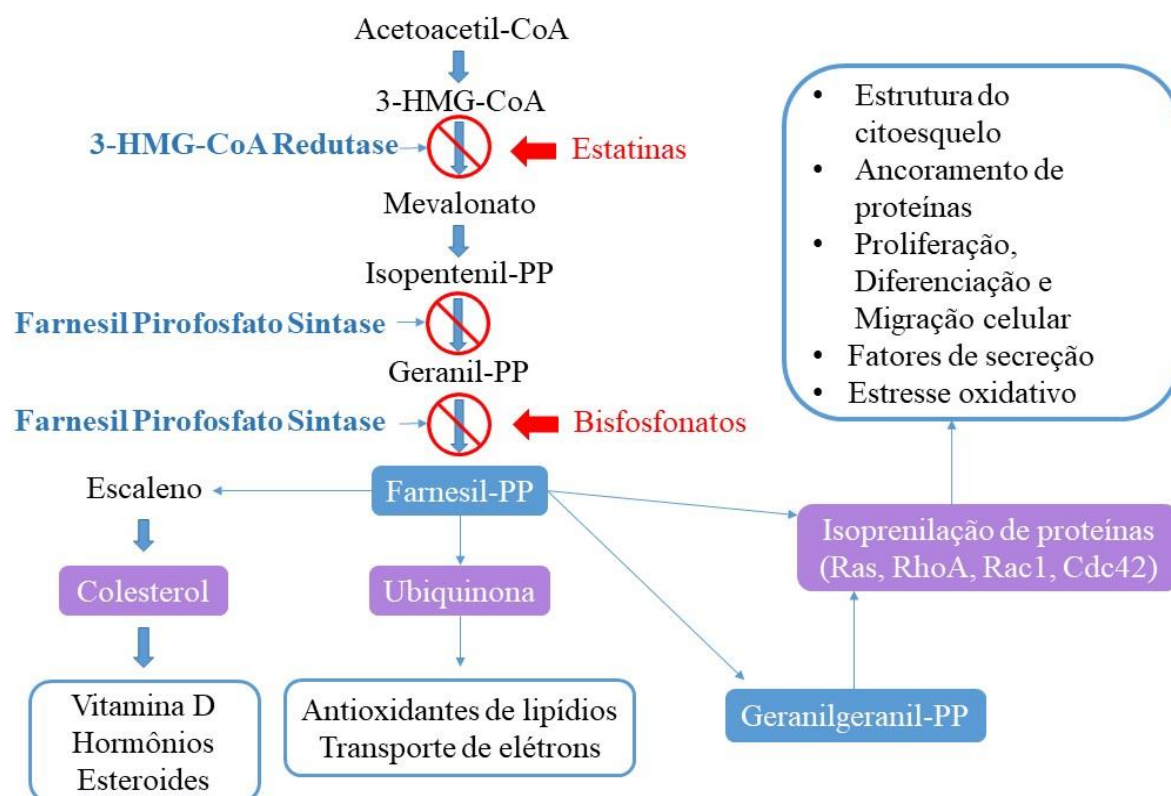 Acetoacetil-CoA
3-HMG-CoA
3-HMG-CoA Redutase
Estatinas
Mevalonato
Isopentenil-PP
Farnesil Pirofosfato Sintase
Geranil-PP
Farnesil Pirofosfato Sintase
Bisfosfonatos
Escaleno
Farnesil-PP
Colesterol
Ubiquinona
Vitamina D
Hormônios
Esteroides
Antioxidantes de lipídios
Transporte de elétrons
Geranilgeranil-PP
Isoprenilação de proteínas
(Ras, RhoA, Rac1, Cdc42)
• Estrutura do
citoesquelo
• Ancoramento de
proteínas
• Proliferação,
Diferenciação e
Migração celular
• Fatores de secreção
• Estresse oxidativo